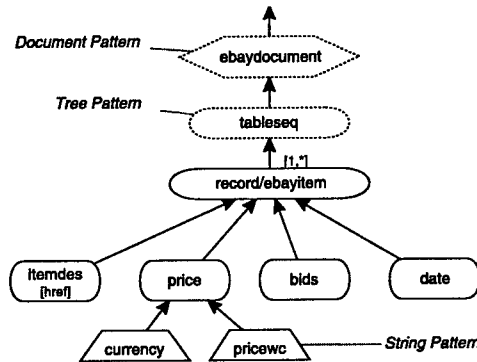 Document Pattern
ebaydocument
Tree Pattern
tableseq
[1,*]
record/ebayitem
Itemdes
[href]
price
bids
date
currency
pricewc
String Pattern